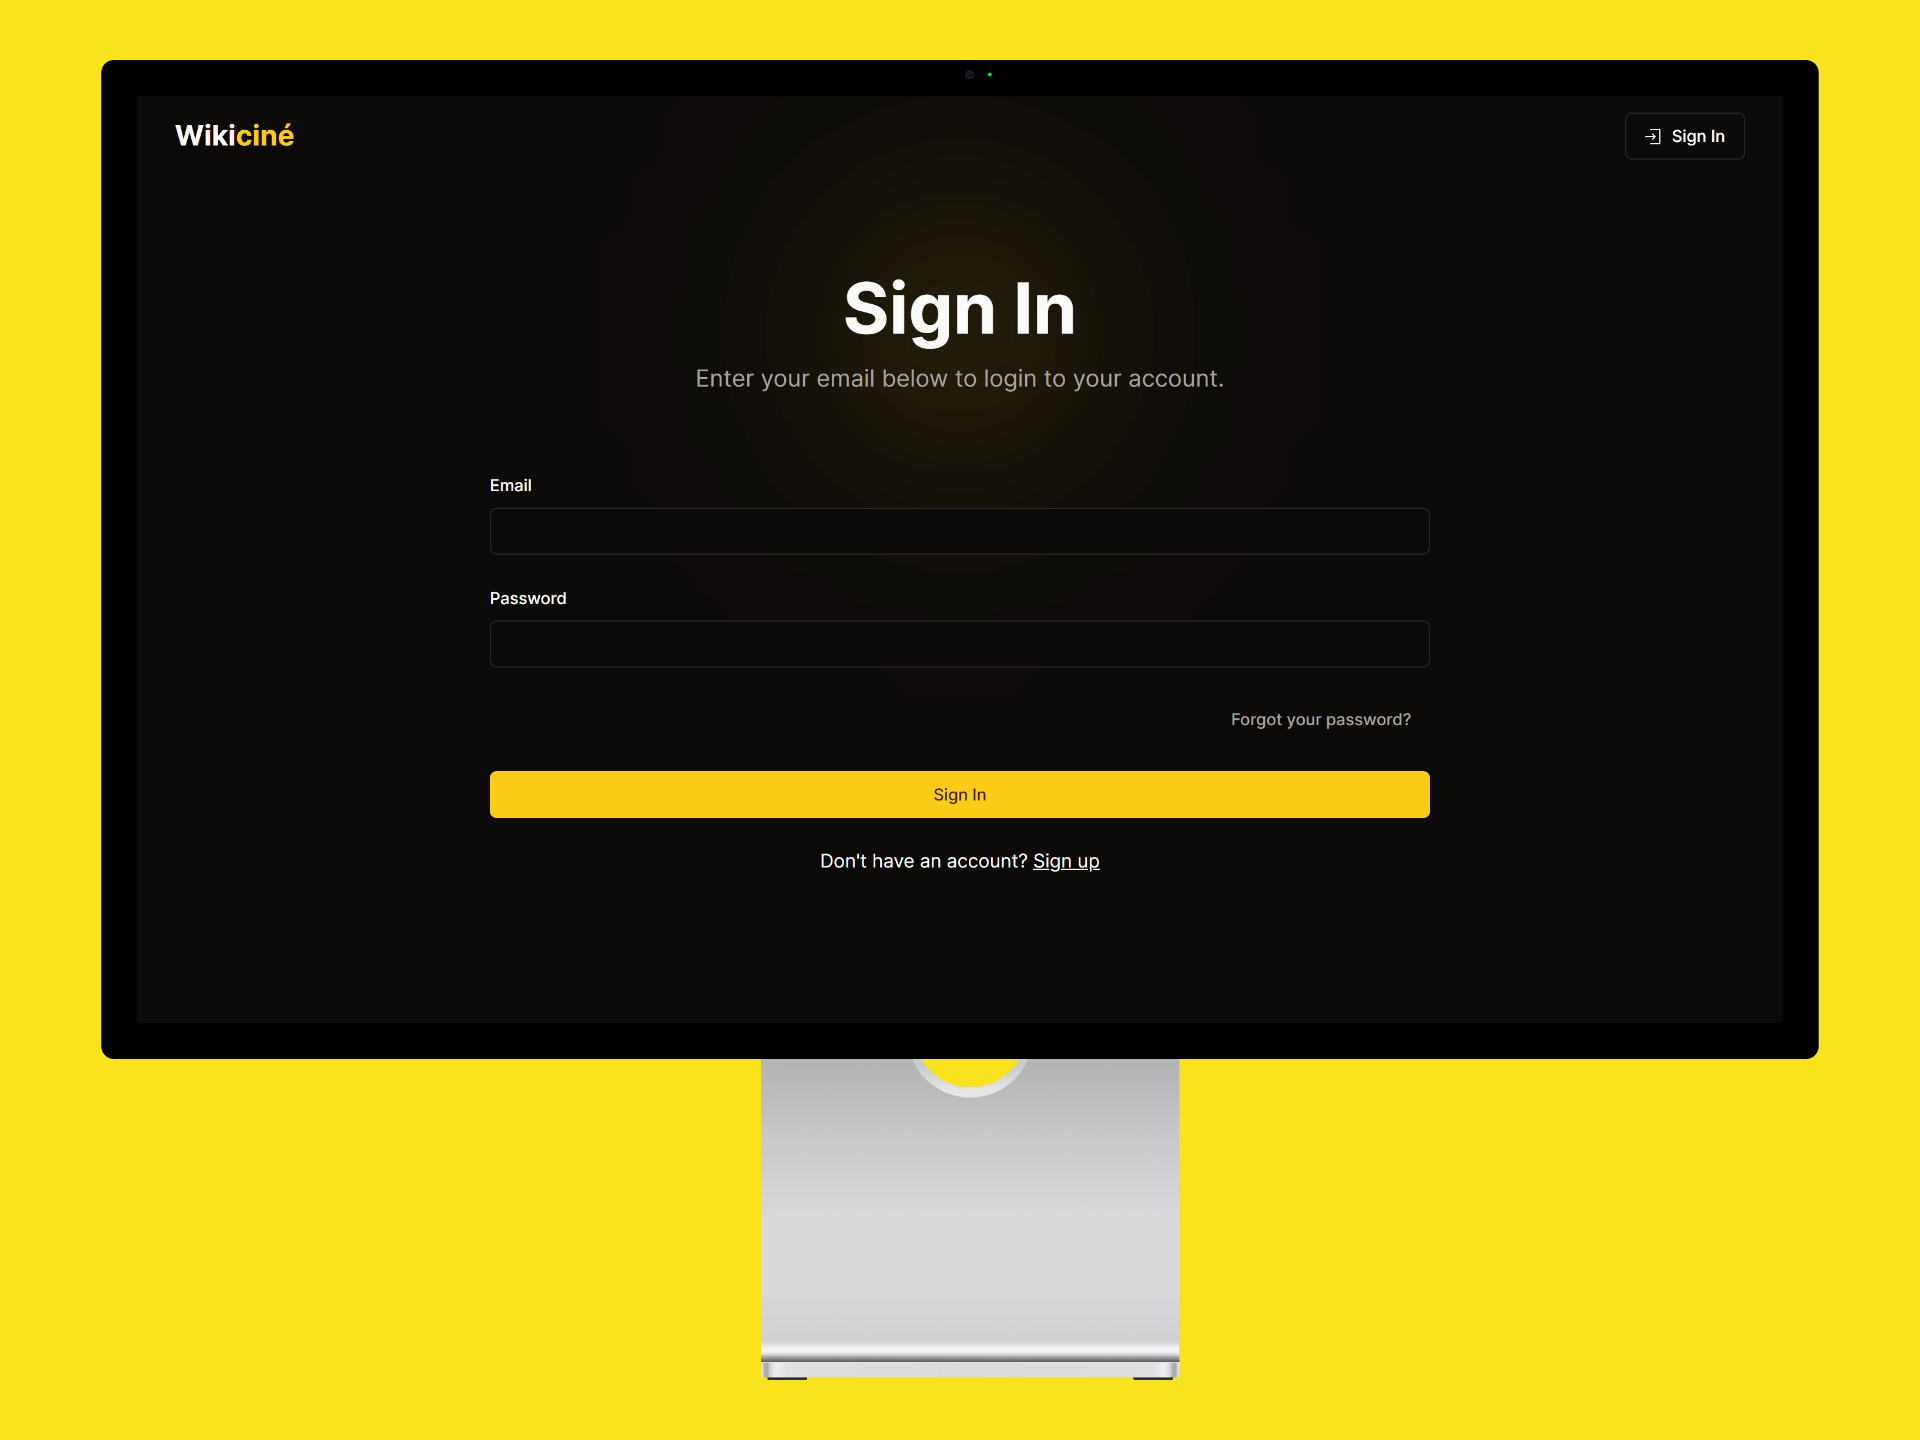 Wikiciné
Sign In
Sign In
Enter your email below to login to your account.
Email
Password
Forgot your password?
Sign In
Don't have an account? Sign up